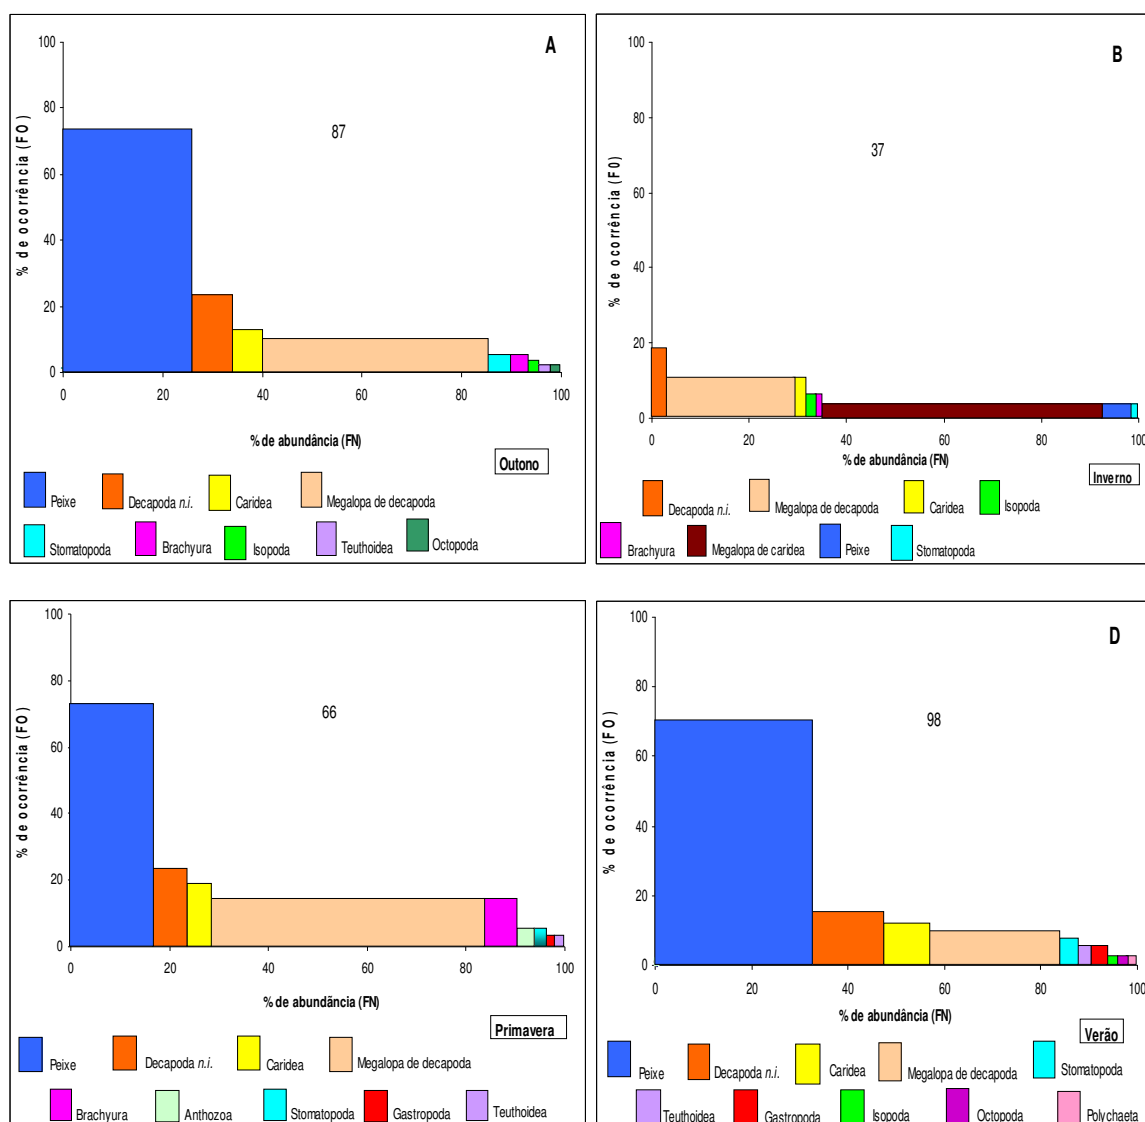 A
% de ocorrência (FO)
100
80
60
40
20
0
87
0 20 40 60 80 100
% de abundância (FN)
Outono
Peixe Decapoda n.i. Caridea Megalopa de decapoda
Stomatopoda Brachyura Isopoda Teuthoidea Octopoda
B
% de ocorrência (FO)
100
80
60
40
20
0
37
0 20 40 60 80 100
% de abundância (FN)
Inverno
Decapoda n.i. Megalopa de decapoda Caridea Isopoda
Brachyura Megalopa de caridea Peixe Stomatopoda
% de ocorrência (FO)
100
80
60
40
20
0
66
0 20 40 60 80 100
% de abundância (FN)
Primavera
Peixe Decapoda n.i. Caridea Megalopa de decapoda
Brachyura Anthozoa Stomatopoda Gastropoda Teuthoidea
D
% de ocorrência (FO)
100
80
60
40
20
0
98
0 20 40 60 80 100
% de abundância (FN)
Verão
Peixe Decapoda n.i. Caridea Megalopa de decapoda Stomatopoda
Teuthoidea Gastropoda Isopoda Octopoda Polychaeta